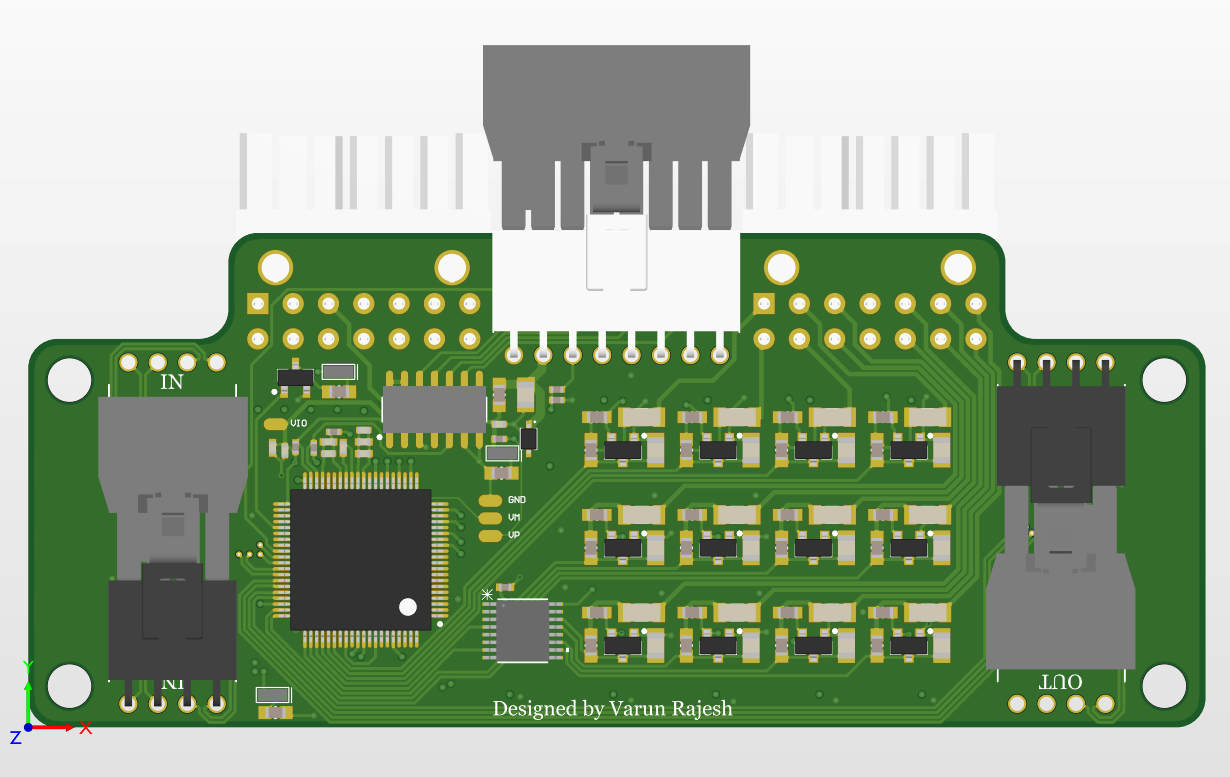 IN
VIO
GND
VM
VP
IN
OUT
Designed by Varun Rajesh
Y
X
Z